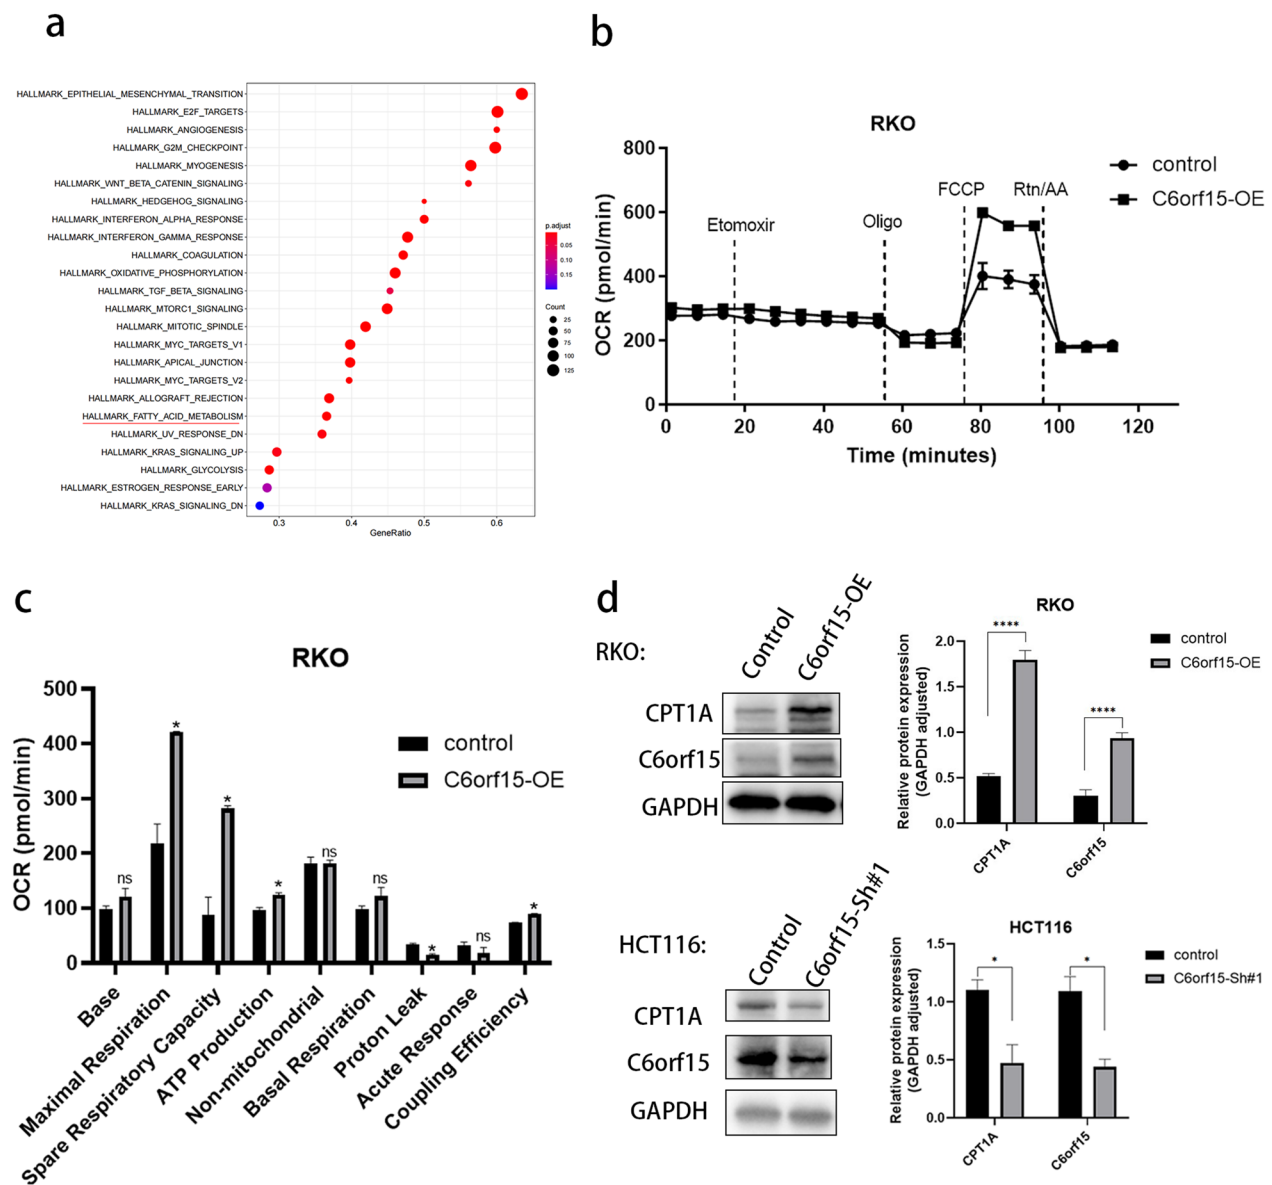 a
HALLMARK_EPITHELIAL_MESENCHYMAL_TRANSITION
HALLMARK_E2F_TARGETS
HALLMARK_ANGIOGENESIS
HALLMARK_G2M_CHECKPOINT
HALLMARK_MYOGENESIS
HALLMARK_WNT_BETA_CATENIN_SIGNALING
HALLMARK_HEDGEHOG_SIGNALING
HALLMARK_INTERFERON_ALPHA_RESPONSE
HALLMARK_INTERFERON_GAMMA_RESPONSE
HALLMARK_COAGULATION
HALLMARK_OXIDATIVE_PHOSPHORYLATION
HALLMARK_TGF_BETA_SIGNALING
HALLMARK_MTORC1_SIGNALING
HALLMARK_MITOTIC_SPINDLE
HALLMARK_MYC_TARGETS_V1
HALLMARK_APICAL_JUNCTION
HALLMARK_MYC_TARGETS_V2
HALLMARK_ALLOGRAFT_REJECTION
HALLMARK_FATTY_ACID_METABOLISM
HALLMARK_UV_RESPONSE_DN
HALLMARK_KRAS_SIGNALING_UP
HALLMARK_GLYCOLYSIS
HALLMARK_ESTROGEN_RESPONSE_EARLY
HALLMARK_KRAS_SIGNALING_DN
0.3 0.4 0.5 0.6
GeneRatio
p.adjust
0.05
0.10
0.15
Count
25
50
75
100
125
b
RKO
OCR (pmol/min)
800
600
400
200
0
Etomoxir
Oligo
FCCP
Rtn/AA
control
C6orf15-OE
0 20 40 60 80 100 120
Time (minutes)
c
RKO
OCR (pmol/min)
500
400
300
200
100
0
control
C6orf15-OE
ns
*
*
*
ns
ns
*
ns
*
Base
Maximal Respiration
Spare Respiratory Capacity
ATP Production
Non-mitochondrial
Basal Respiration
Proton Leak
Acute Response
Coupling Efficiency
d
RKO:
Control
C6orf15-OE
CPT1A
C6orf15
GAPDH
RKO
Relative protein expression
(GAPDH adjusted)
2.0
1.5
1.0
0.5
0.0
****
****
CPT1A
C6orf15
control
C6orf15-OE
HCT116:
Control
C6orf15-Sh#1
CPT1A
C6orf15
GAPDH
HCT116
Relative protein expression
(GAPDH adjusted)
1.5
1.0
0.5
0.0
*
*
CPT1A
C6orf15
control
C6orf15-Sh#1